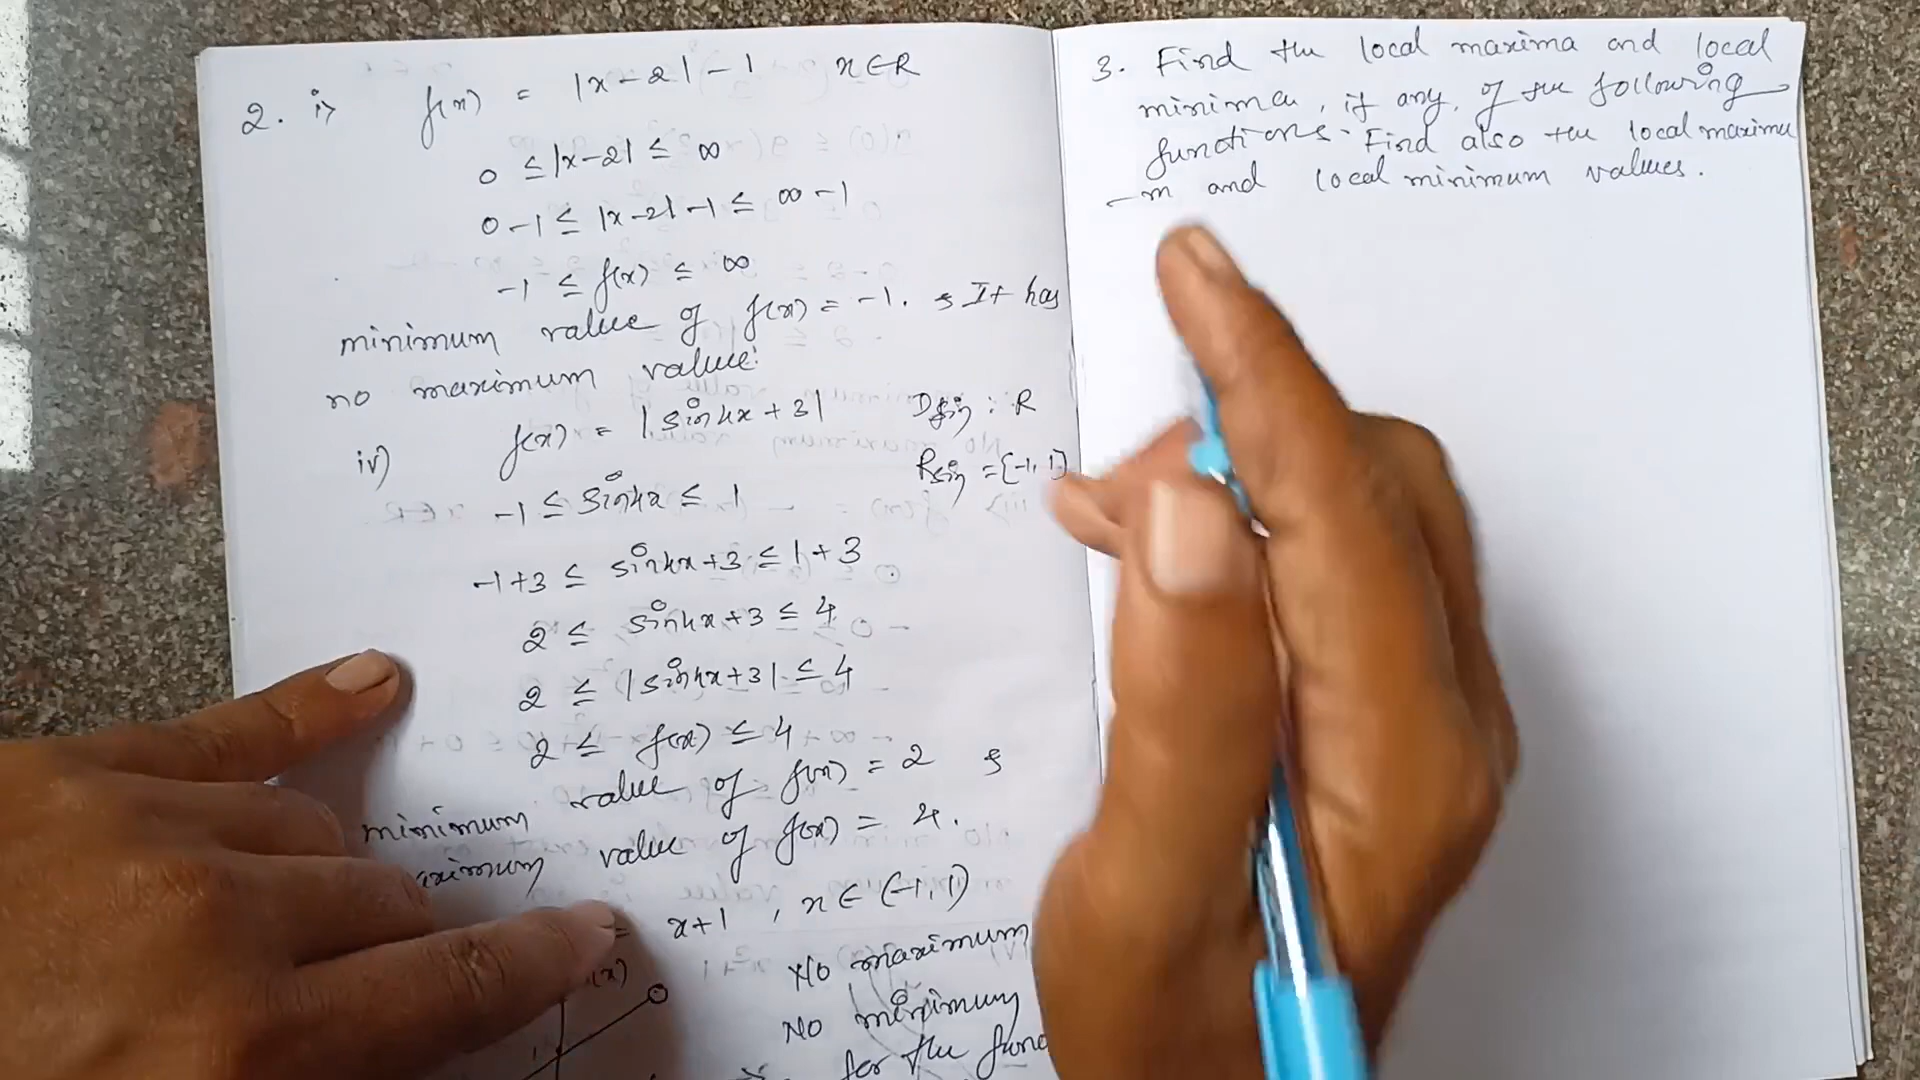 2. i) f(x) = |x-2| - 1 x ∈ R
0 ≤ |x-2| ≤ ∞
0 - 1 ≤ |x-2| - 1 ≤ ∞ - 1
-1 ≤ f(x) ≤ ∞
minimum value of f(x) = -1. & It has
no maximum value.
iv) f(x) = |sin4x + 3| Dsin : R
-1 ≤ sin4x ≤ 1 Rsin = [-1, 1]
-1+3 ≤ sin4x+3 ≤ 1+3
2 ≤ sin4x+3 ≤ 4
2 ≤ |sin4x+3| ≤ 4
2 ≤ f(x) ≤ 4
minimum value of f(x) = 2 &
aximum value of f(x) = 4.
= x+1 , x ∈ (-1, 1)
(x) No maximum
1 No minimum
for the func
3. Find the local maxima and local
minima, if any, of the following
functions. Find also the local maximu
-m and local minimum values.